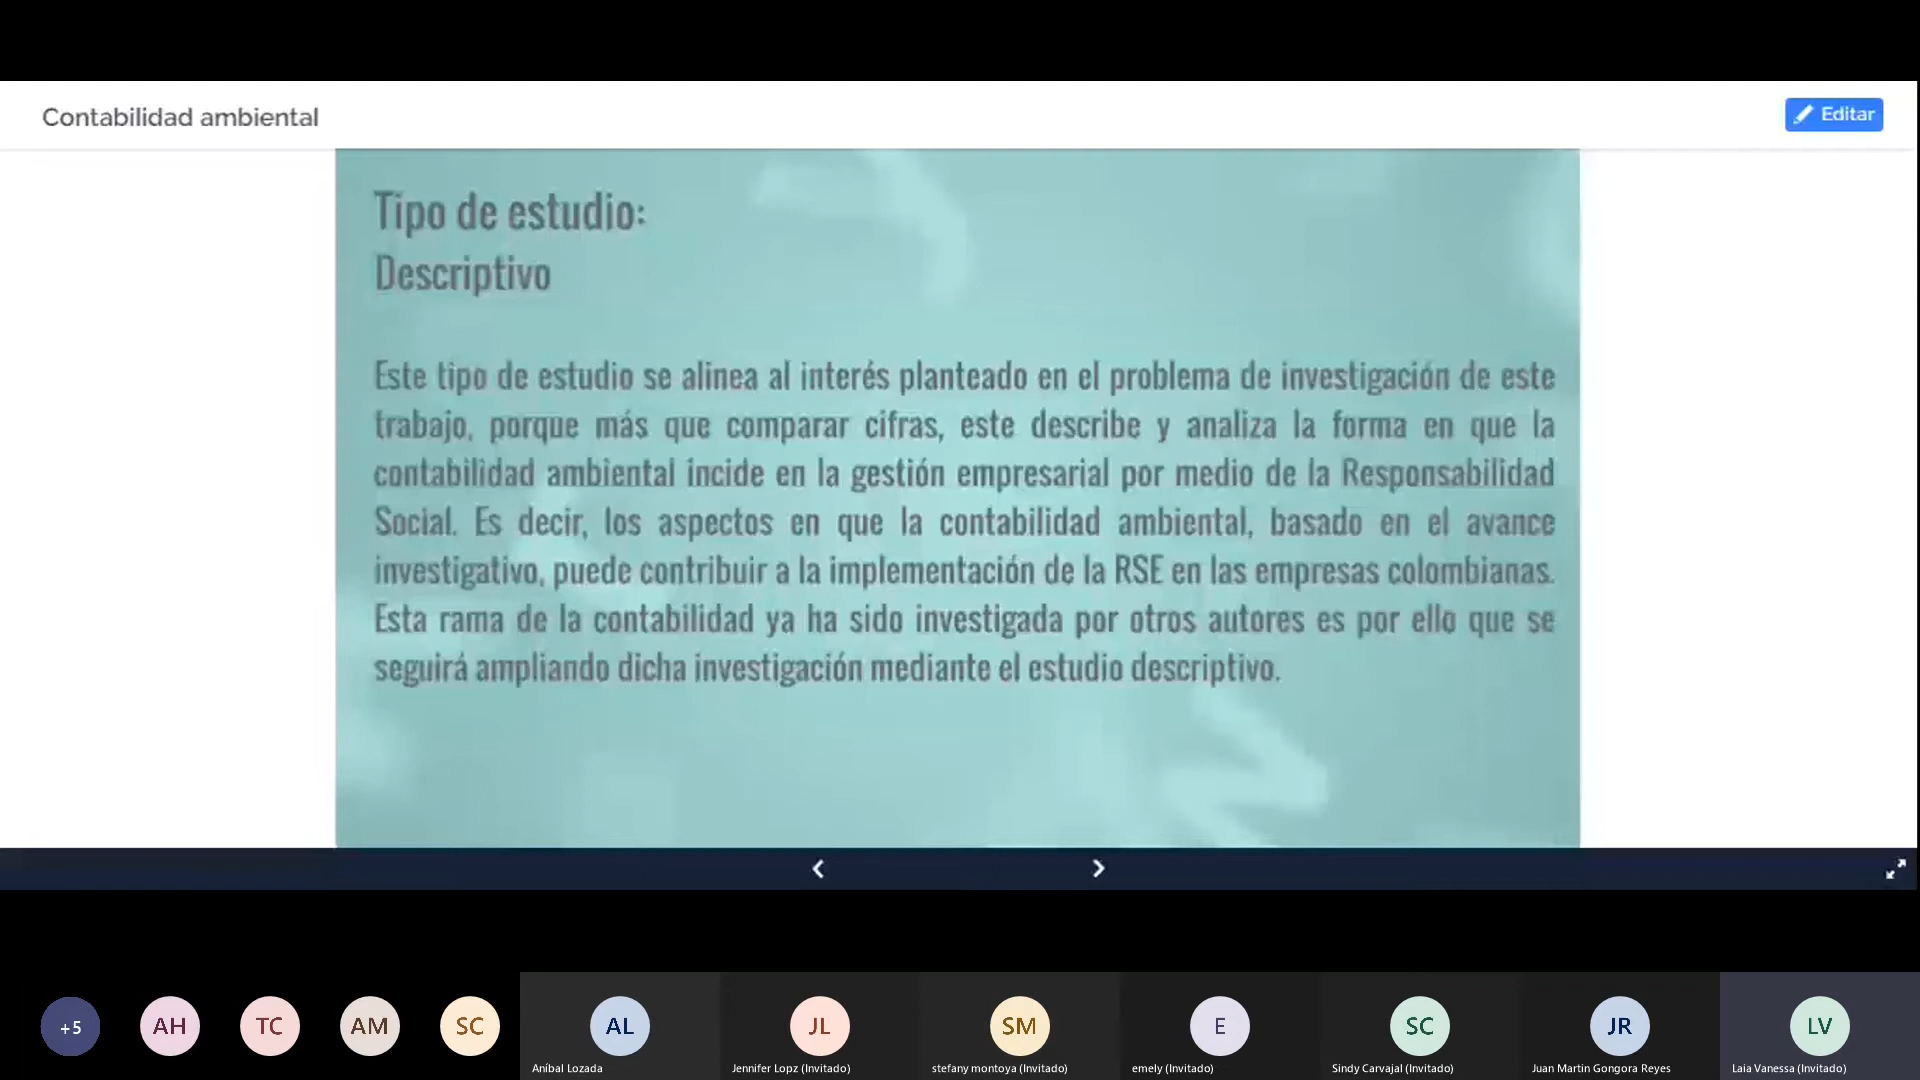 Contabilidad ambiental
Editar
Tipo de estudio:
Descriptivo
Este tipo de estudio se alinea al interés planteado en el problema de investigación de este
trabajo, porque más que comparar cifras, este describe y analiza la forma en que la
contabilidad ambiental incide en la gestión empresarial por medio de la Responsabilidad
Social. Es decir, los aspectos en que la contabilidad ambiental, basado en el avance
investigativo, puede contribuir a la implementación de la RSE en las empresas colombianas.
Esta rama de la contabilidad ya ha sido investigada por otros autores es por ello que se
seguirá ampliando dicha investigación mediante el estudio descriptivo.
+5 AH TC AM SC AL JL SM E SC JR LV
Aníbal Lozada Jennifer Lopz (Invitado) stefany montoya (Invitado) emely (Invitado) Sindy Carvajal (Invitado) Juan Martin Gongora Reyes Laia Vanessa (Invitado)